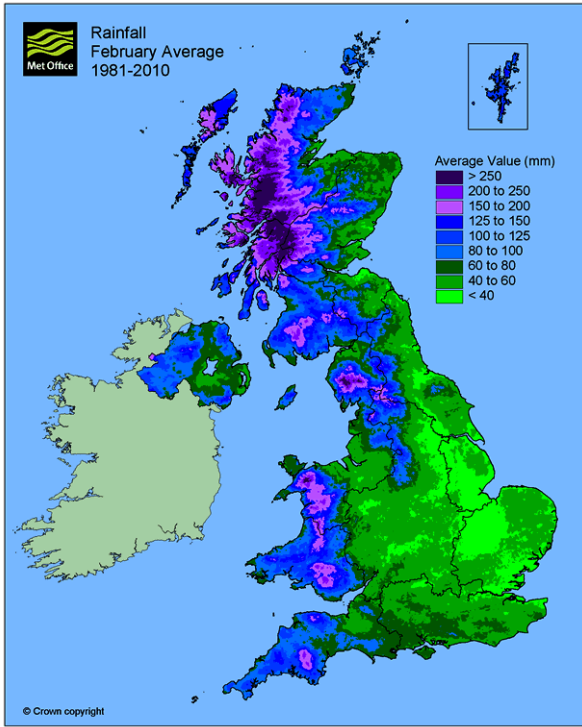 Met Office
Rainfall
February Average
1981-2010
Average Value (mm)
> 250
200 to 250
150 to 200
125 to 150
100 to 125
80 to 100
60 to 80
40 to 60
< 40
© Crown copyright